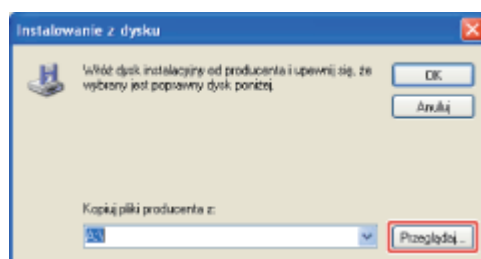 Instalowanie z dysku
Włóż dysk instalacyjny od producenta i upewnij się, że
wybrany jest poprawny dysk poniżej.
OK
Anuluj
Kopiuj pliki producenta z:
A:\
Przeglądaj...